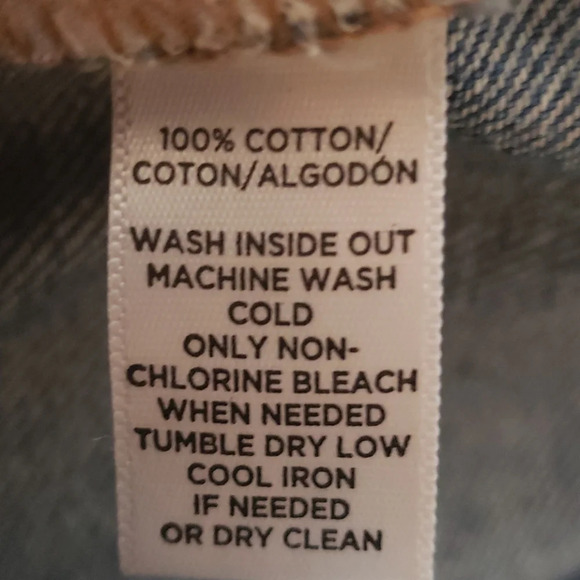 100% COTTON/
COTON/ALGODÓN
WASH INSIDE OUT
MACHINE WASH
COLD
ONLY NON-
CHLORINE BLEACH
WHEN NEEDED
TUMBLE DRY LOW
COOL IRON
IF NEEDED
OR DRY CLEAN